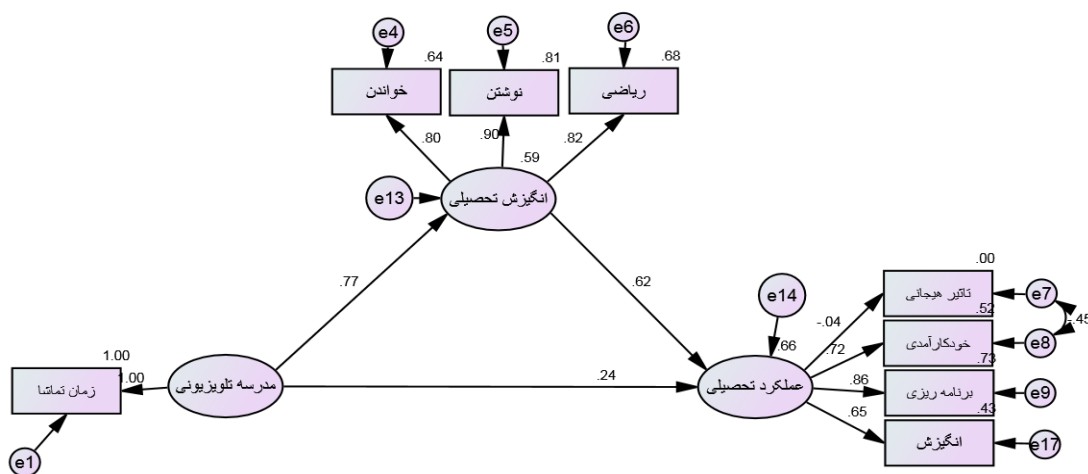 e4
e5
e6
.64
.81
.68
خواندن
نوشتن
ریاضی
.80
.90
.82
.59
e13
انگیزش تحصیلی
.77
.62
e14
.00
تاثیر هیجانی
e7
-.04
.52
-.45
خودکارآمدی
e8
.72
.66
.73
1.00
1.00
زمان تماشا
مدرسه تلویزیونی
.24
عملکرد تحصیلی
.86
برنامه ریزی
e9
.43
.65
انگیزش
e17
e1